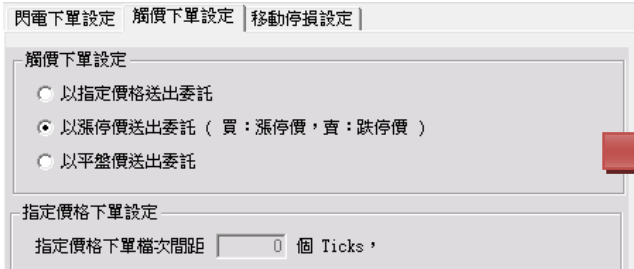 閃電下單設定 觸價下單設定 移動停損設定
觸價下單設定
以指定價格送出委託
以漲停價送出委託 ( 買：漲停價，賣：跌停價 )
以平盤價送出委託
指定價格下單設定
指定價格下單檔次間距 0 個 Ticks，